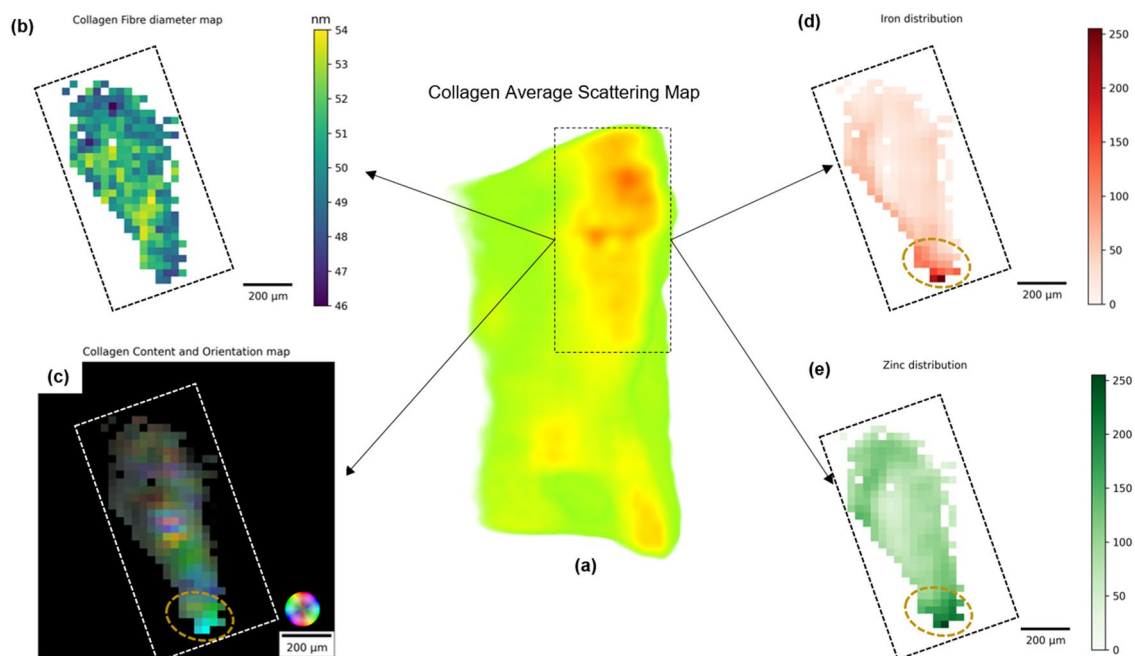 (b)
Collagen Fibre diameter map
nm
54
53
52
51
50
49
48
47
46
200 µm
Collagen Average Scattering Map
(a)
(c)
Collagen Content and Orientation map
200 µm
(d)
Iron distribution
250
200
150
100
50
0
200 µm
(e)
Zinc distribution
250
200
150
100
50
0
200 µm